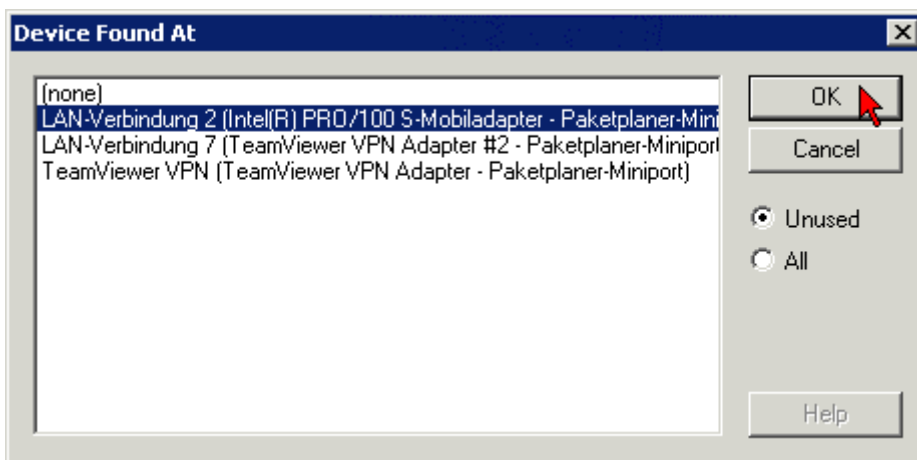 Device Found At
(none)
LAN-Verbindung 2 (Intel(R) PRO/100 S-Mobiladapter - Paketplaner-Mini
LAN-Verbindung 7 (TeamViewer VPN Adapter #2 - Paketplaner-Miniport
TeamViewer VPN (TeamViewer VPN Adapter - Paketplaner-Miniport)
OK
Cancel
Unused
All
Help